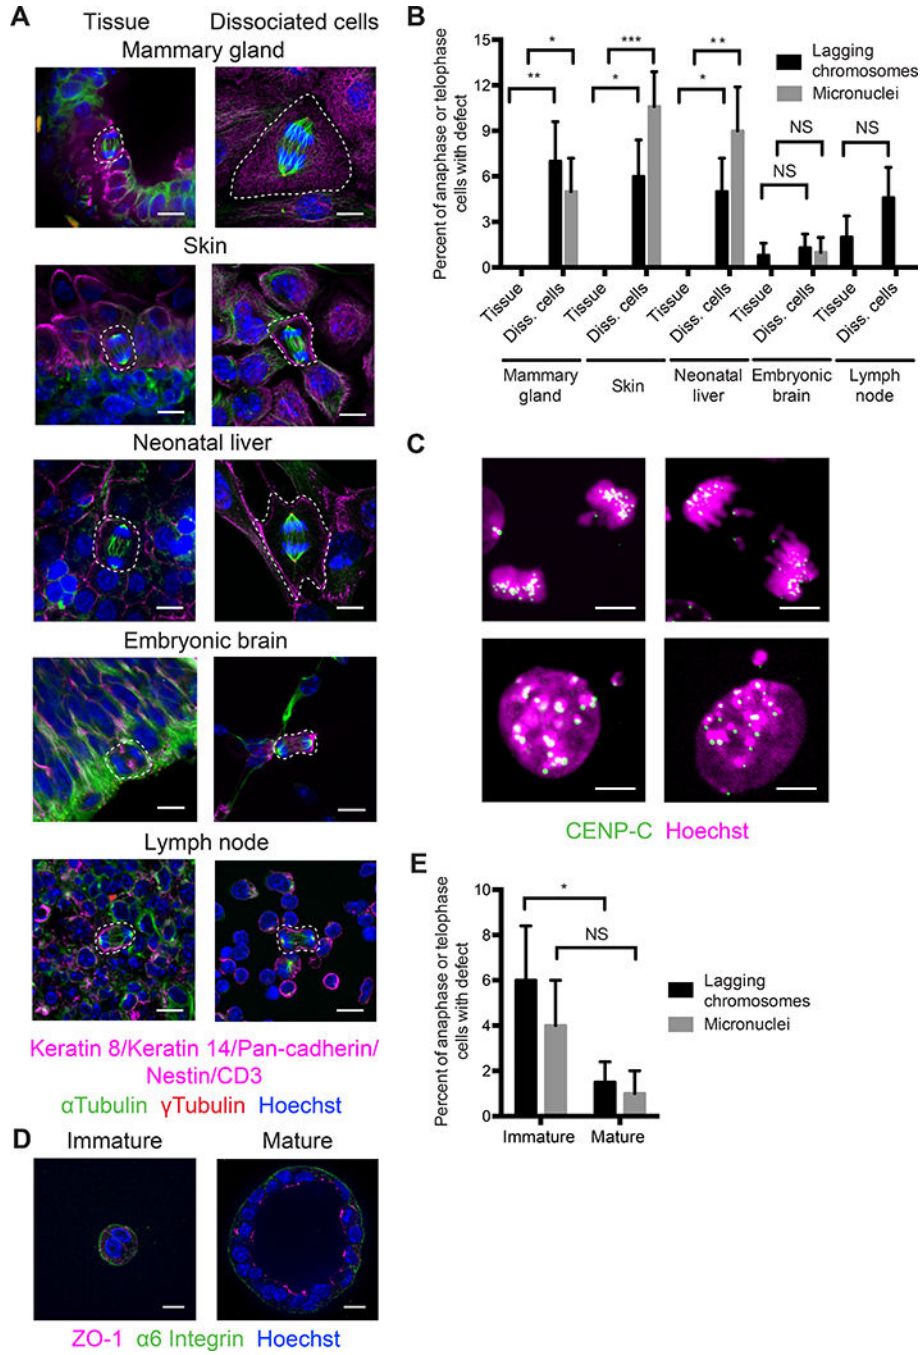 A
Tissue
Dissociated cells
Mammary gland
Skin
Neonatal liver
Embryonic brain
Lymph node
Keratin 8/Keratin 14/Pan-cadherin/
Nestin/CD3
αTubulin γTubulin Hoechst
B
Percent of anaphase or telophase
cells with defect
15
12
9
6
3
0
*
**
***
*
**
*
NS
NS
NS
Lagging
chromosomes
Micronuclei
Tissue
Diss. cells
Tissue
Diss. cells
Tissue
Diss. cells
Tissue
Diss. cells
Tissue
Diss. cells
Mammary
gland
Skin
Neonatal
liver
Embryonic
brain
Lymph
node
C
CENP-C Hoechst
D
Immature
Mature
ZO-1 α6 Integrin Hoechst
E
Percent of anaphase or telophase
cells with defect
10
8
6
4
2
0
*
NS
Lagging
chromosomes
Micronuclei
Immature
Mature